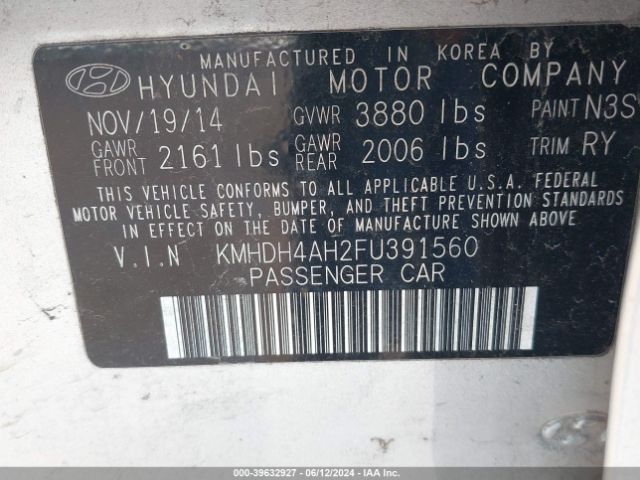 MANUFACTURED IN KOREA BY
HYUNDAI MOTOR COMPANY
NOV/19/14 GVWR 3880 lbs PAINT N3S
GAWR FRONT 2161 lbs GAWR REAR 2006 lbs TRIM RY
THIS VEHICLE CONFORMS TO ALL APPLICABLE U.S.A. FEDERAL
MOTOR VEHICLE SAFETY, BUMPER, AND THEFT PREVENTION STANDARDS
IN EFFECT ON THE DATE OF MANUFACTURE SHOWN ABOVE.
V.I.N KMHDH4AH2FU391560
PASSENGER CAR
000-39632927 - 06/12/2024 - IAAI.COM